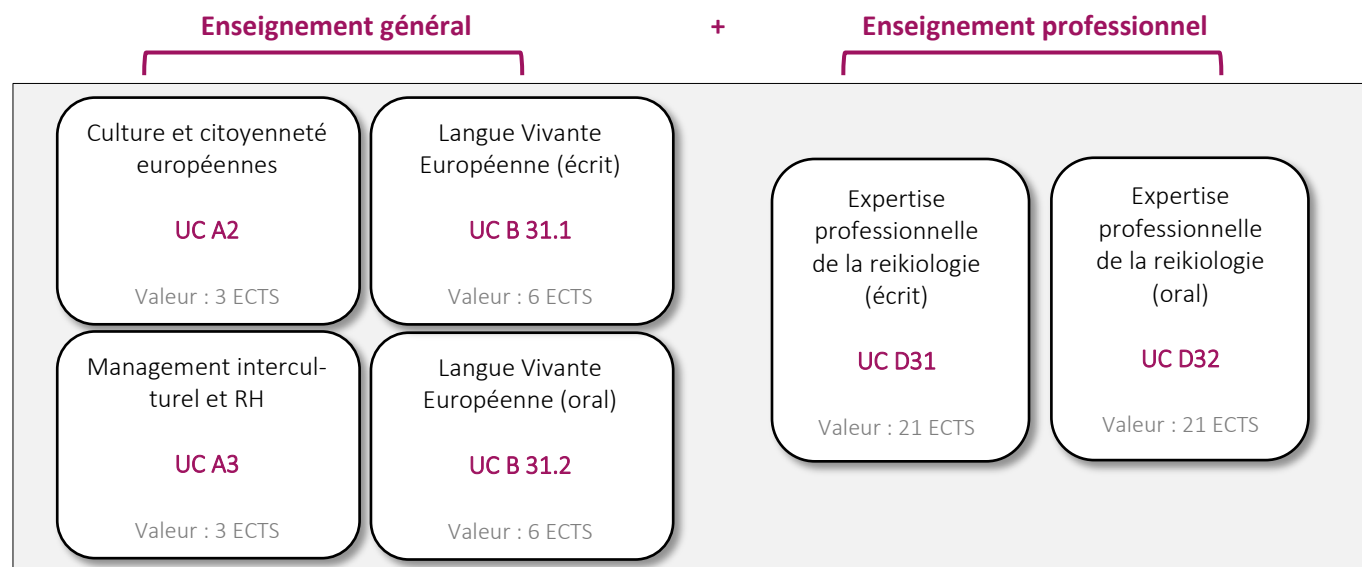 Enseignement général
+
Enseignement professionnel
Culture et citoyenneté
européennes
UC A2
Valeur : 3 ECTS
Langue Vivante
Européenne (écrit)
UC B 31.1
Valeur : 6 ECTS
Management intercul-
turel et RH
UC A3
Valeur : 3 ECTS
Langue Vivante
Européenne (oral)
UC B 31.2
Valeur : 6 ECTS
Expertise
professionnelle
de la reikiologie
(écrit)
UC D31
Valeur : 21 ECTS
Expertise
professionnelle
de la reikiologie
(oral)
UC D32
Valeur : 21 ECTS